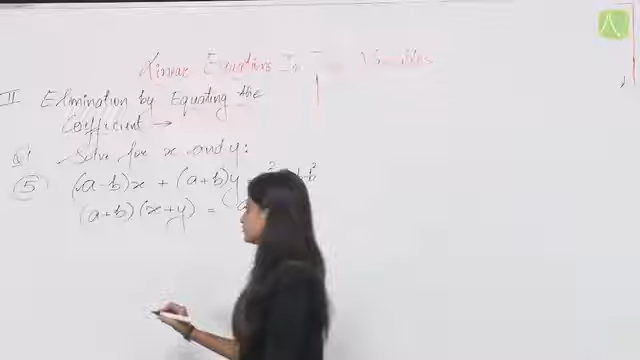 Linear Equations In Variables
II Elimination by Equating the
Coefficient →
Q1 Solve for x and y:
(5) (a-b)x + (a+b)y
(a+b)(x+y) = (a